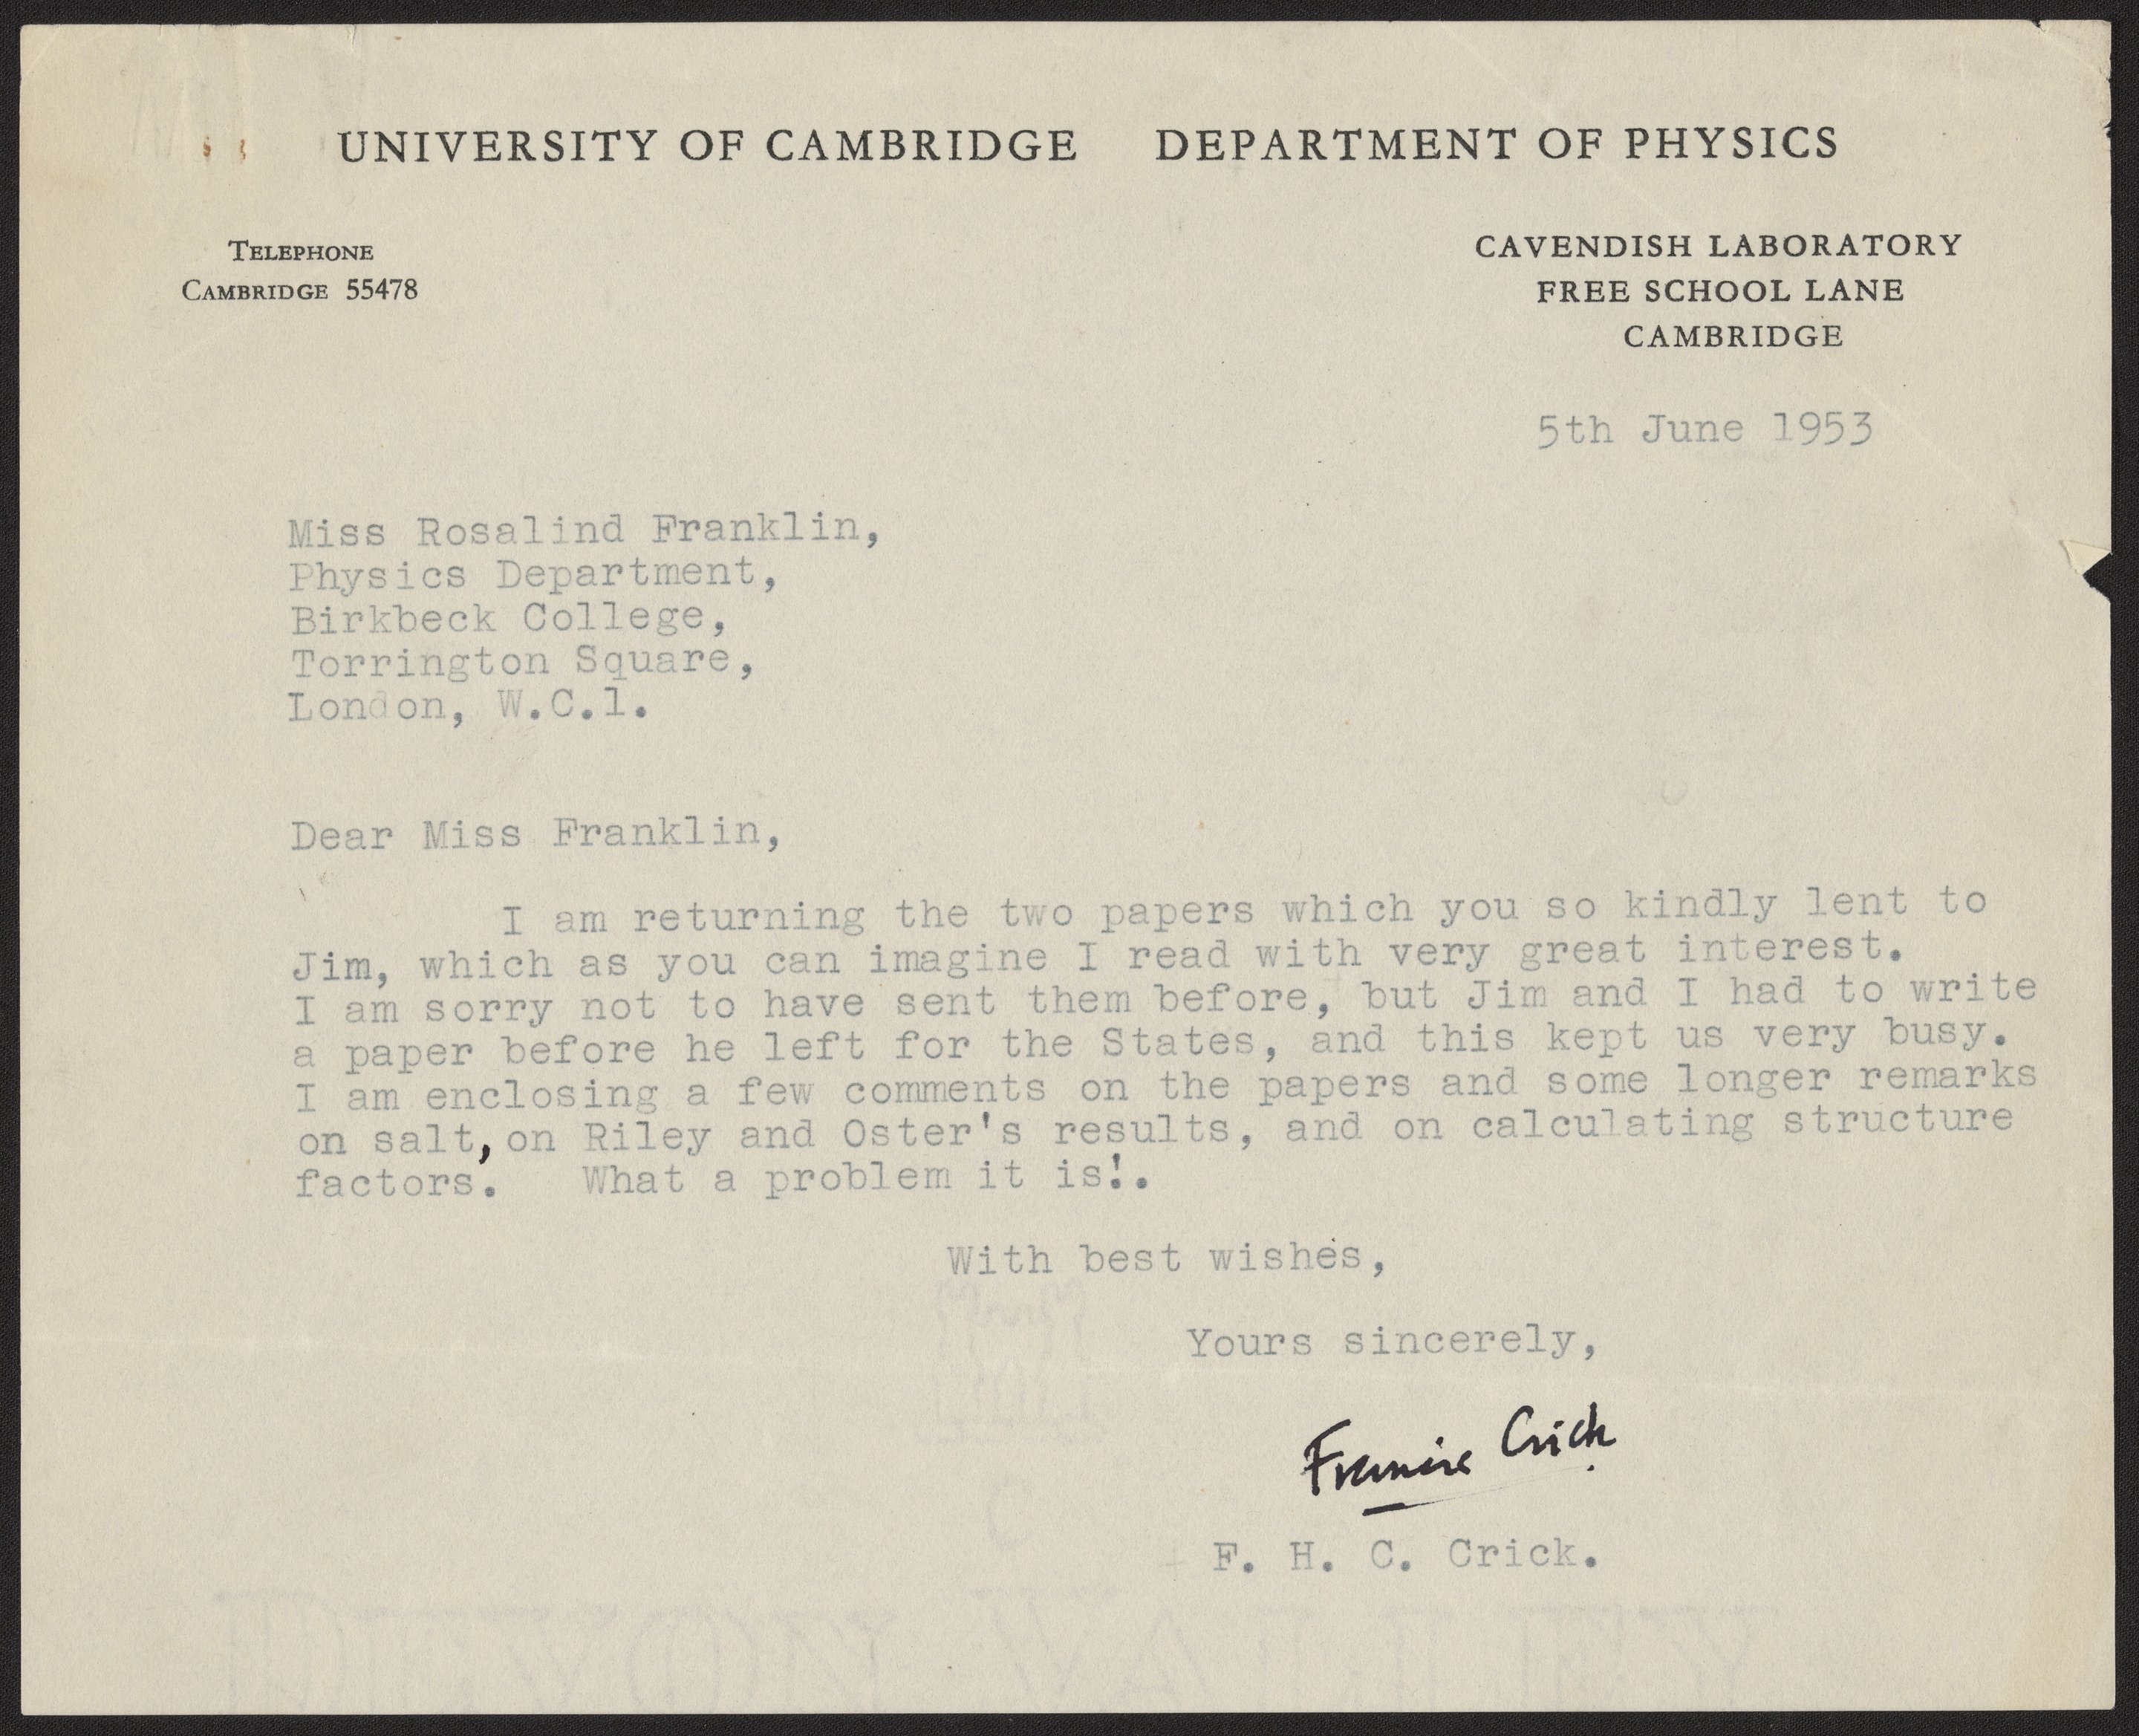 UNIVERSITY OF CAMBRIDGE DEPARTMENT OF PHYSICS
TELEPHONE
CAMBRIDGE 55478
CAVENDISH LABORATORY
FREE SCHOOL LANE
CAMBRIDGE
5th June 1953
Miss Rosalind Franklin,
Physics Department,
Birkbeck College,
Torrington Square,
London, W.C.1.
Dear Miss Franklin,
I am returning the two papers which you so kindly lent to
Jim, which as you can imagine I read with very great interest.
I am sorry not to have sent them before, but Jim and I had to write
a paper before he left for the States, and this kept us very busy.
I am enclosing a few comments on the papers and some longer remarks
on salt, on Riley and Oster's results, and on calculating structure
factors. What a problem it is!.
With best wishes,
Yours sincerely,
Francis Crick
F. H. C. Crick.